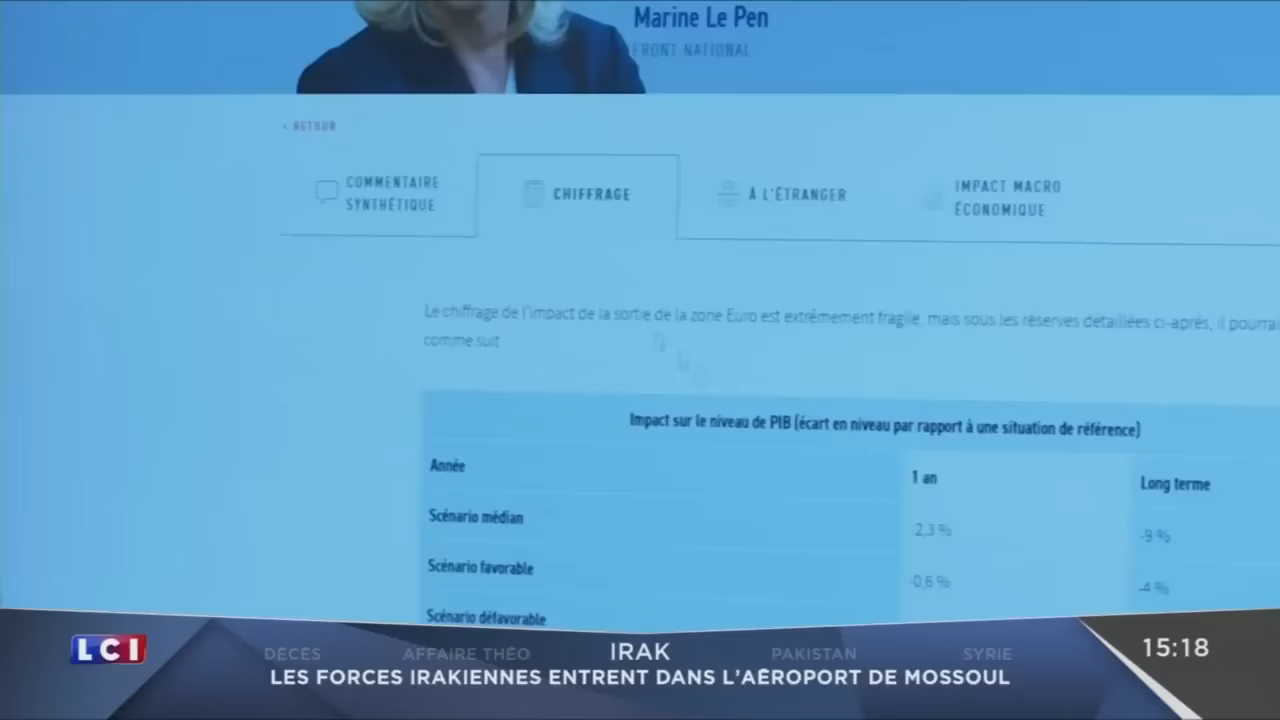 Marine Le Pen
FRONT NATIONAL
< RETOUR
COMMENTAIRE
SYNTHÉTIQUE
CHIFFRAGE
À L'ÉTRANGER
IMPACT MACRO
ÉCONOMIQUE
Le chiffrage de l'impact de la sortie de la zone Euro est extrêmement fragile, mais sous les réserves détaillées ci-après, il pourra
comme suit
Impact sur le niveau de PIB (écart en niveau par rapport à une situation de référence)
Année 1 an Long terme
Scénario médian -2,3 % -9 %
Scénario favorable -0,6 % -4 %
Scénario défavorable
LCI
DÉCÈS AFFAIRE THÉO IRAK PAKISTAN SYRIE
15:18
LES FORCES IRAKIENNES ENTRENT DANS L'AÉROPORT DE MOSSOUL